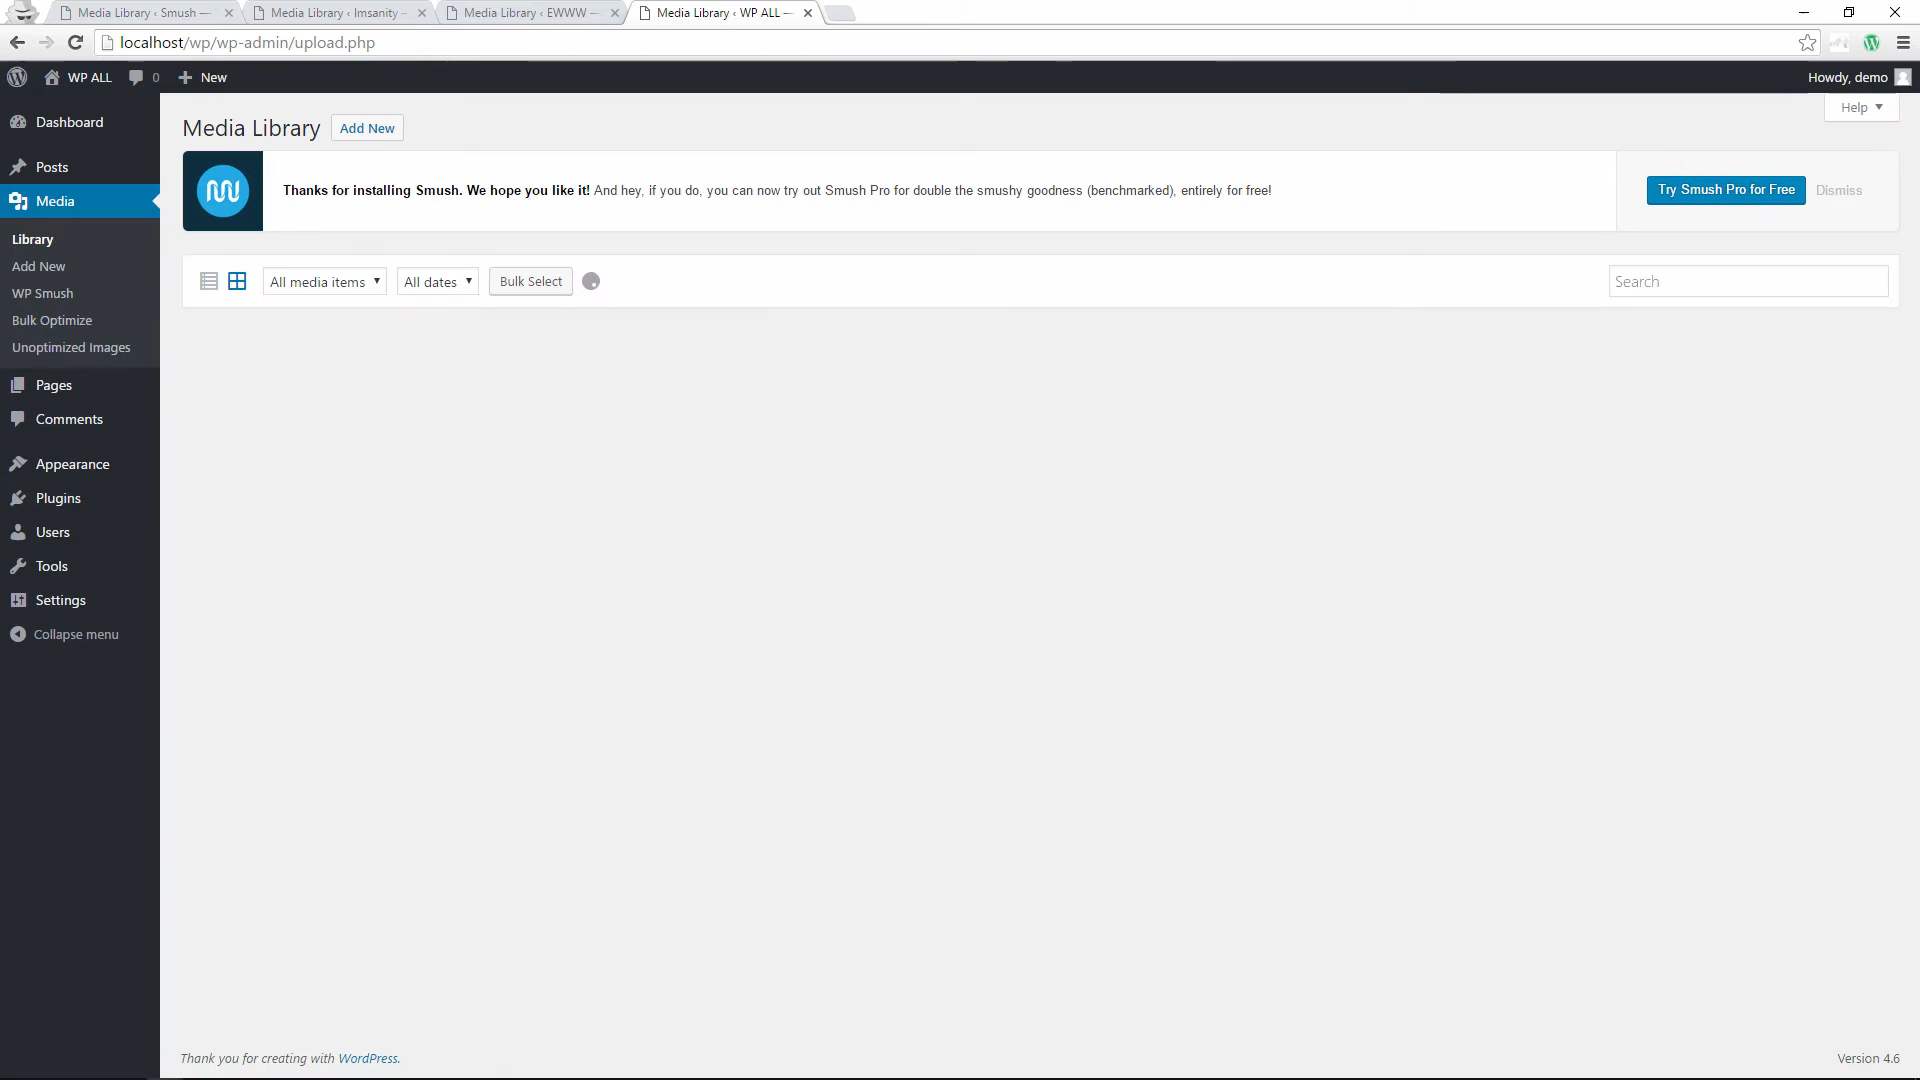 Media Library ‹ Smush —
Media Library ‹ Imsanity -
Media Library ‹ EWWW —
Media Library ‹ WP ALL —
localhost/wp/wp-admin/upload.php
WP ALL
0
New
Howdy, demo
Help
Dashboard
Posts
Media
Library
Add New
WP Smush
Bulk Optimize
Unoptimized Images
Pages
Comments
Appearance
Plugins
Users
Tools
Settings
Collapse menu
Media Library
Add New
Thanks for installing Smush. We hope you like it! And hey, if you do, you can now try out Smush Pro for double the smushy goodness (benchmarked), entirely for free!
Try Smush Pro for Free
Dismiss
All media items
All dates
Bulk Select
Search
Thank you for creating with WordPress.
Version 4.6